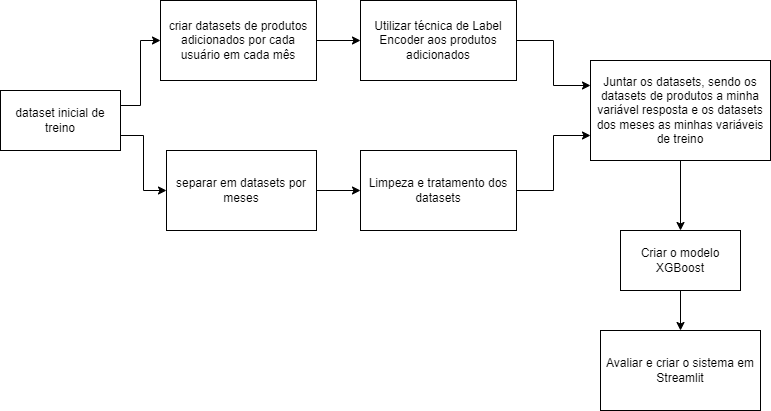 dataset inicial de
treino
criar datasets de produtos
adicionados por cada
usuário em cada mês
Utilizar técnica de Label
Encoder aos produtos
adicionados
separar em datasets por
meses
Limpeza e tratamento dos
datasets
Juntar os datasets, sendo os
datasets de produtos a minha
variável resposta e os datasets
dos meses as minhas variáveis
de treino
Criar o modelo
XGBoost
Avaliar e criar o sistema em
Streamlit